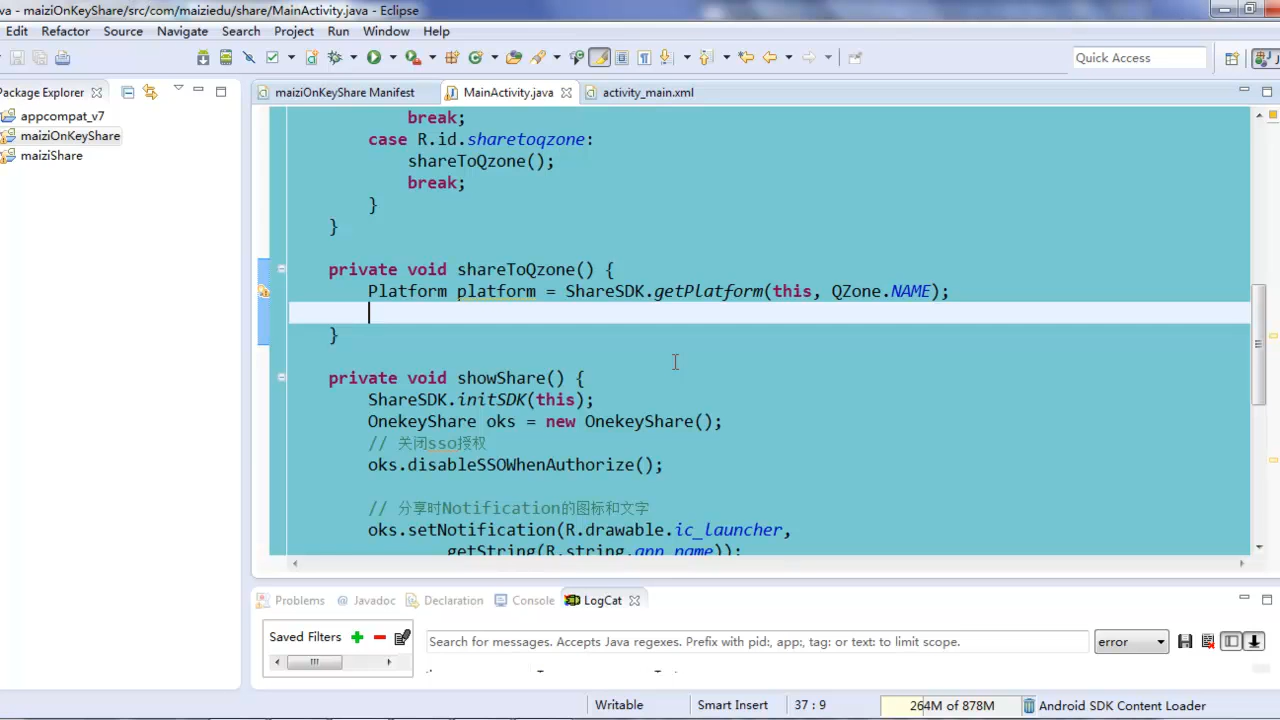 va - maiziOnKeyShare/src/com/maiziedu/share/MainActivity.java - Eclipse
Edit Refactor Source Navigate Search Project Run Window Help
Quick Access
Package Explorer
maiziOnKeyShare Manifest
MainActivity.java
activity_main.xml
appcompat_v7
maiziOnKeyShare
maiziShare
break;
case R.id.sharetoqzone:
shareToQzone();
break;
}
}
private void shareToQzone() {
Platform platform = ShareSDK.getPlatform(this, QZone.NAME);
}
private void showShare() {
ShareSDK.initSDK(this);
OnekeyShare oks = new OnekeyShare();
// 关闭sso授权
oks.disableSSOWhenAuthorize();
// 分享时Notification的图标和文字
oks.setNotification(R.drawable.ic_launcher,
getString(R.string.app_name));
Problems @ Javadoc Declaration Console LogCat
Saved Filters
Search for messages. Accepts Java regexes. Prefix with pid:, app:, tag: or text: to limit scope.
error
Writable
Smart Insert
37 : 9
264M of 878M
Android SDK Content Loader